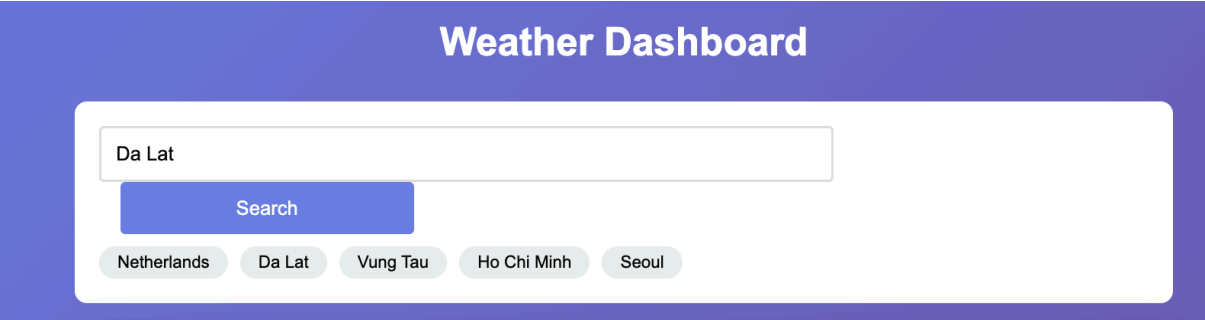 Weather Dashboard
Da Lat
Search
Netherlands Da Lat Vung Tau Ho Chi Minh Seoul